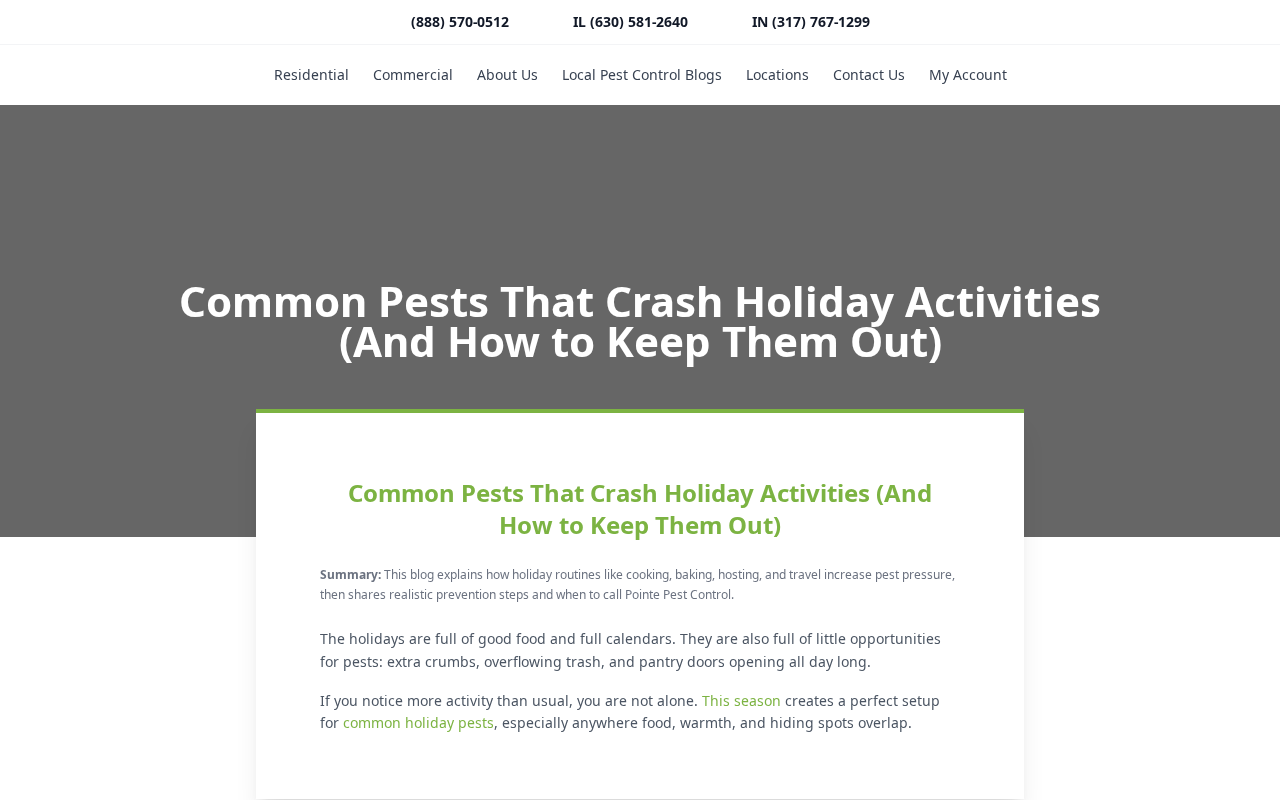 (888) 570-0512 IL (630) 581-2640 IN (317) 767-1299
Residential Commercial About Us Local Pest Control Blogs Locations Contact Us My Account
Common Pests That Crash Holiday Activities
(And How to Keep Them Out)
Common Pests That Crash Holiday Activities (And
How to Keep Them Out)
Summary: This blog explains how holiday routines like cooking, baking, hosting, and travel increase pest pressure,
then shares realistic prevention steps and when to call Pointe Pest Control.
The holidays are full of good food and full calendars. They are also full of little opportunities
for pests: extra crumbs, overflowing trash, and pantry doors opening all day long.
If you notice more activity than usual, you are not alone. This season creates a perfect setup
for common holiday pests, especially anywhere food, warmth, and hiding spots overlap.